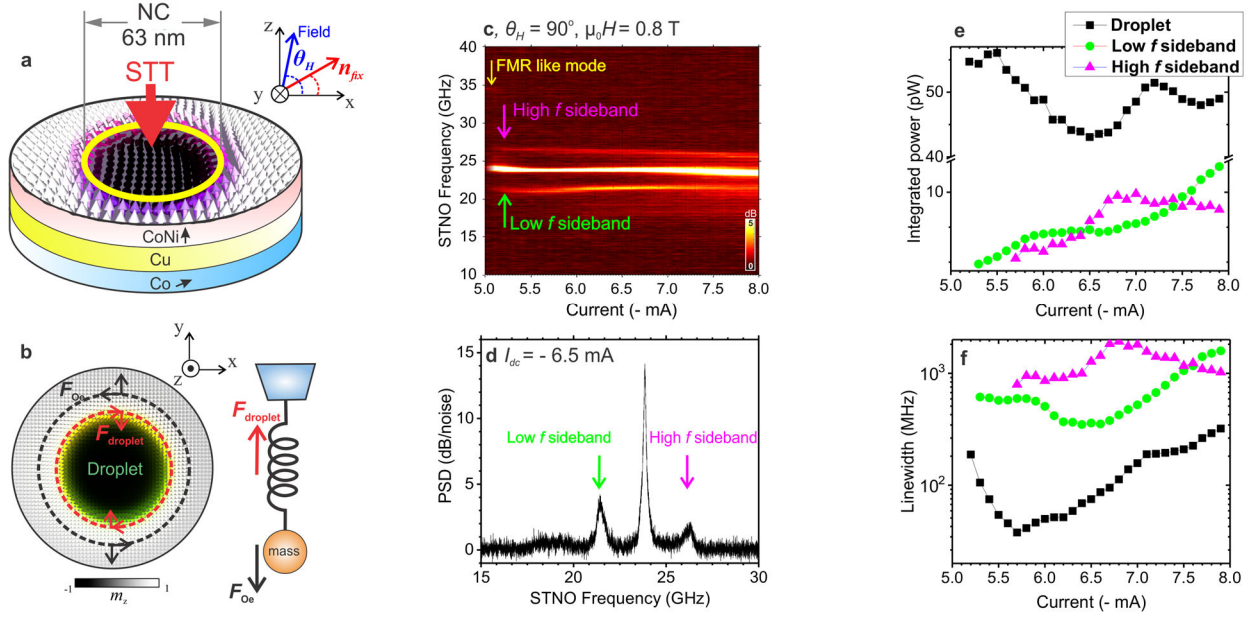 a
NC
63 nm
STT
z
Field
θH
nfix
y
x
CoNi
Cu
Co
b
y
z
x
FOe
Fdroplet
Droplet
-1
1
mz
Fdroplet
mass
FOe
c, θH = 90°, μ0H = 0.8 T
40
35
30
25
20
15
10
STNO Frequency (GHz)
FMR like mode
High f sideband
Low f sideband
dB
5
0
5.0 5.5 6.0 6.5 7.0 7.5 8.0
Current (- mA)
d Idc = - 6.5 mA
15
10
5
0
PSD (dB/noise)
Low f sideband
High f sideband
15 20 25 30
STNO Frequency (GHz)
e
Droplet
Low f sideband
High f sideband
50
40
10
Integrated power (pW)
5.0 5.5 6.0 6.5 7.0 7.5 8.0
Current (- mA)
f
10³
10²
Linewidth (MHz)
5.0 5.5 6.0 6.5 7.0 7.5 8.0
Current (- mA)